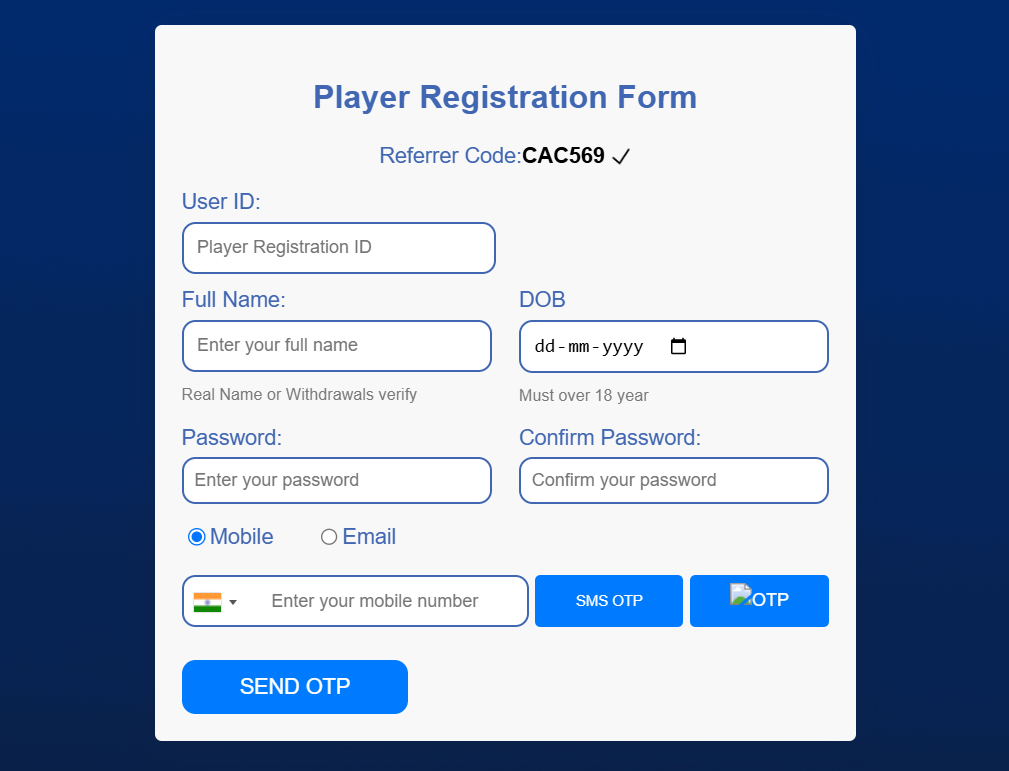 Player Registration Form
Referrer Code:CAC569
User ID:
Player Registration ID
Full Name:
DOB
Enter your full name
dd-mm-yyyy
Real Name or Withdrawals verify
Must over 18 year
Password:
Confirm Password:
Enter your password
Confirm your password
Mobile
Email
Enter your mobile number
SMS OTP
OTP
SEND OTP